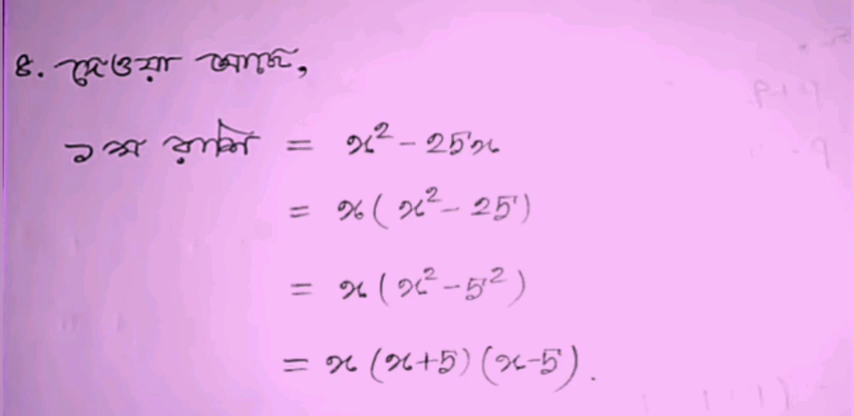 ৪. দেওয়া আছে,
১ম রাশি = x² - 25x
= x(x² - 25)
= x(x² - 5²)
= x(x+5)(x-5).